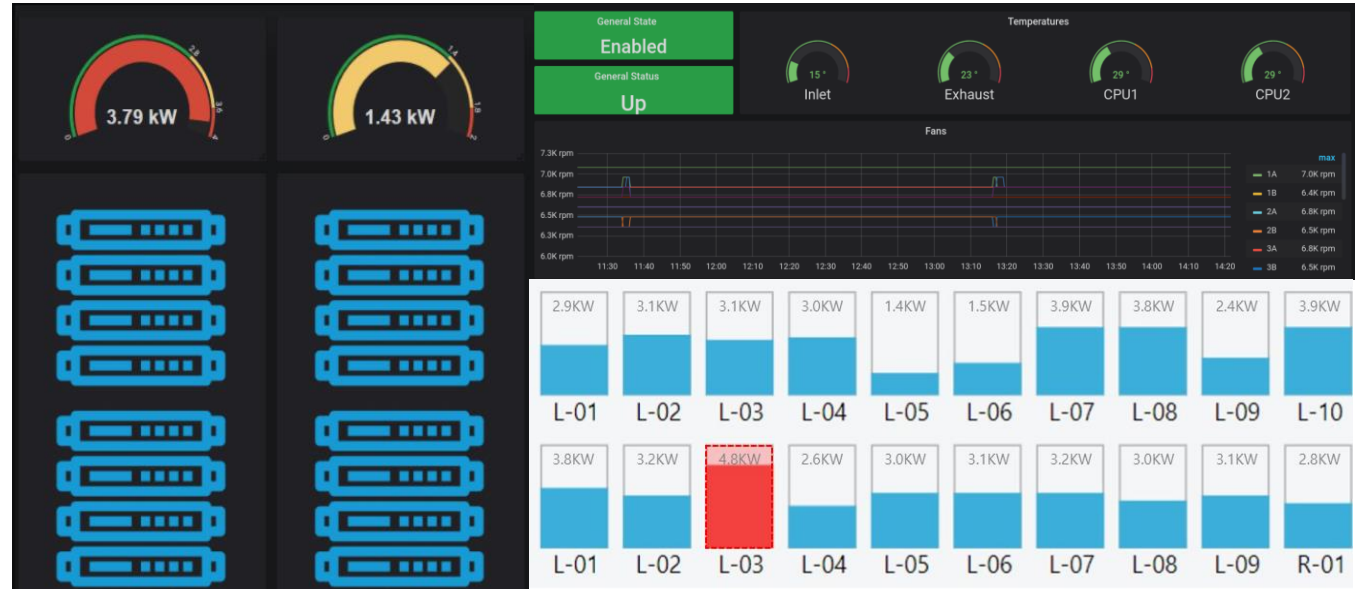 0
2.8
3.6
4
3.79 kW
0
1.4
1.8
2
1.43 kW
General State
Enabled
General Status
Up
Temperatures
15 °
Inlet
23 °
Exhaust
29 °
CPU1
29 °
CPU2
Fans
7.3K rpm
7.0K rpm
6.8K rpm
6.5K rpm
6.3K rpm
6.0K rpm
11:30 11:40 11:50 12:00 12:10 12:20 12:30 12:40 12:50 13:00 13:10 13:20 13:30 13:40 13:50 14:00 14:10 14:20
max
1A 7.0K rpm
1B 6.4K rpm
2A 6.8K rpm
2B 6.5K rpm
3A 6.8K rpm
3B 6.5K rpm
2.9KW 3.1KW 3.1KW 3.0KW 1.4KW 1.5KW 3.9KW 3.8KW 2.4KW 3.9KW
L-01 L-02 L-03 L-04 L-05 L-06 L-07 L-08 L-09 L-10
3.8KW 3.2KW 4.8KW 2.6KW 3.0KW 3.1KW 3.2KW 3.0KW 3.1KW 2.8KW
L-01 L-02 L-03 L-04 L-05 L-06 L-07 L-08 L-09 R-01